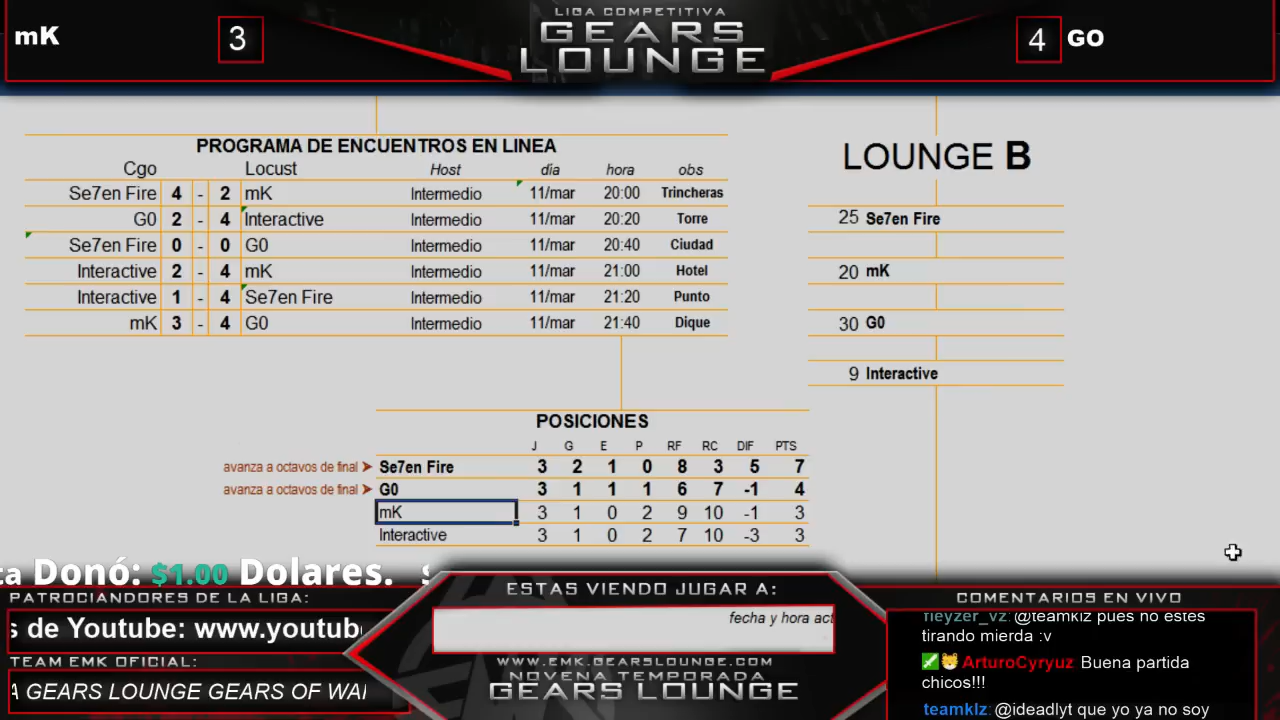 mK 3
LIGA COMPETITIVA
GEARS
LOUNGE
4 GO
PROGRAMA DE ENCUENTROS EN LINEA
Cgo Locust Host día hora obs
Se7en Fire 4 - 2 mK Intermedio 11/mar 20:00 Trincheras
G0 2 - 4 Interactive Intermedio 11/mar 20:20 Torre
Se7en Fire 0 - 0 G0 Intermedio 11/mar 20:40 Ciudad
Interactive 2 - 4 mK Intermedio 11/mar 21:00 Hotel
Interactive 1 - 4 Se7en Fire Intermedio 11/mar 21:20 Punto
mK 3 - 4 G0 Intermedio 11/mar 21:40 Dique
LOUNGE B
25 Se7en Fire
20 mK
30 G0
9 Interactive
POSICIONES
J G E P RF RC DIF PTS
avanza a octavos de final Se7en Fire 3 2 1 0 8 3 5 7
avanza a octavos de final G0 3 1 1 1 6 7 -1 4
mK 3 1 0 2 9 10 -1 3
Interactive 3 1 0 2 7 10 -3 3
ta Donó: $1.00 Dolares.
PATROCIANDORES DE LA LIGA:
s de Youtube: www.youtub
TEAM EMK OFICIAL:
A GEARS LOUNGE GEARS OF WA
ESTAS VIENDO JUGAR A:
fecha y hora act
WWW.EMK.GEARSLOUNGE.COM
NOVENA TEMPORADA
GEARS LOUNGE
COMENTARIOS EN VIVO
fleyzer_vz: @teamklz pues no estes
tirando mierda :v
ArturoCyryuz Buena partida
chicos!!!
teamklz: @ideadlyt que yo ya no soy